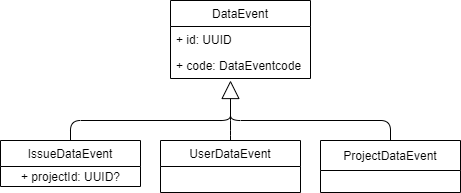 DataEvent
+ id: UUID
+ code: DataEventcode
IssueDataEvent
+ projectId: UUID?
UserDataEvent
ProjectDataEvent